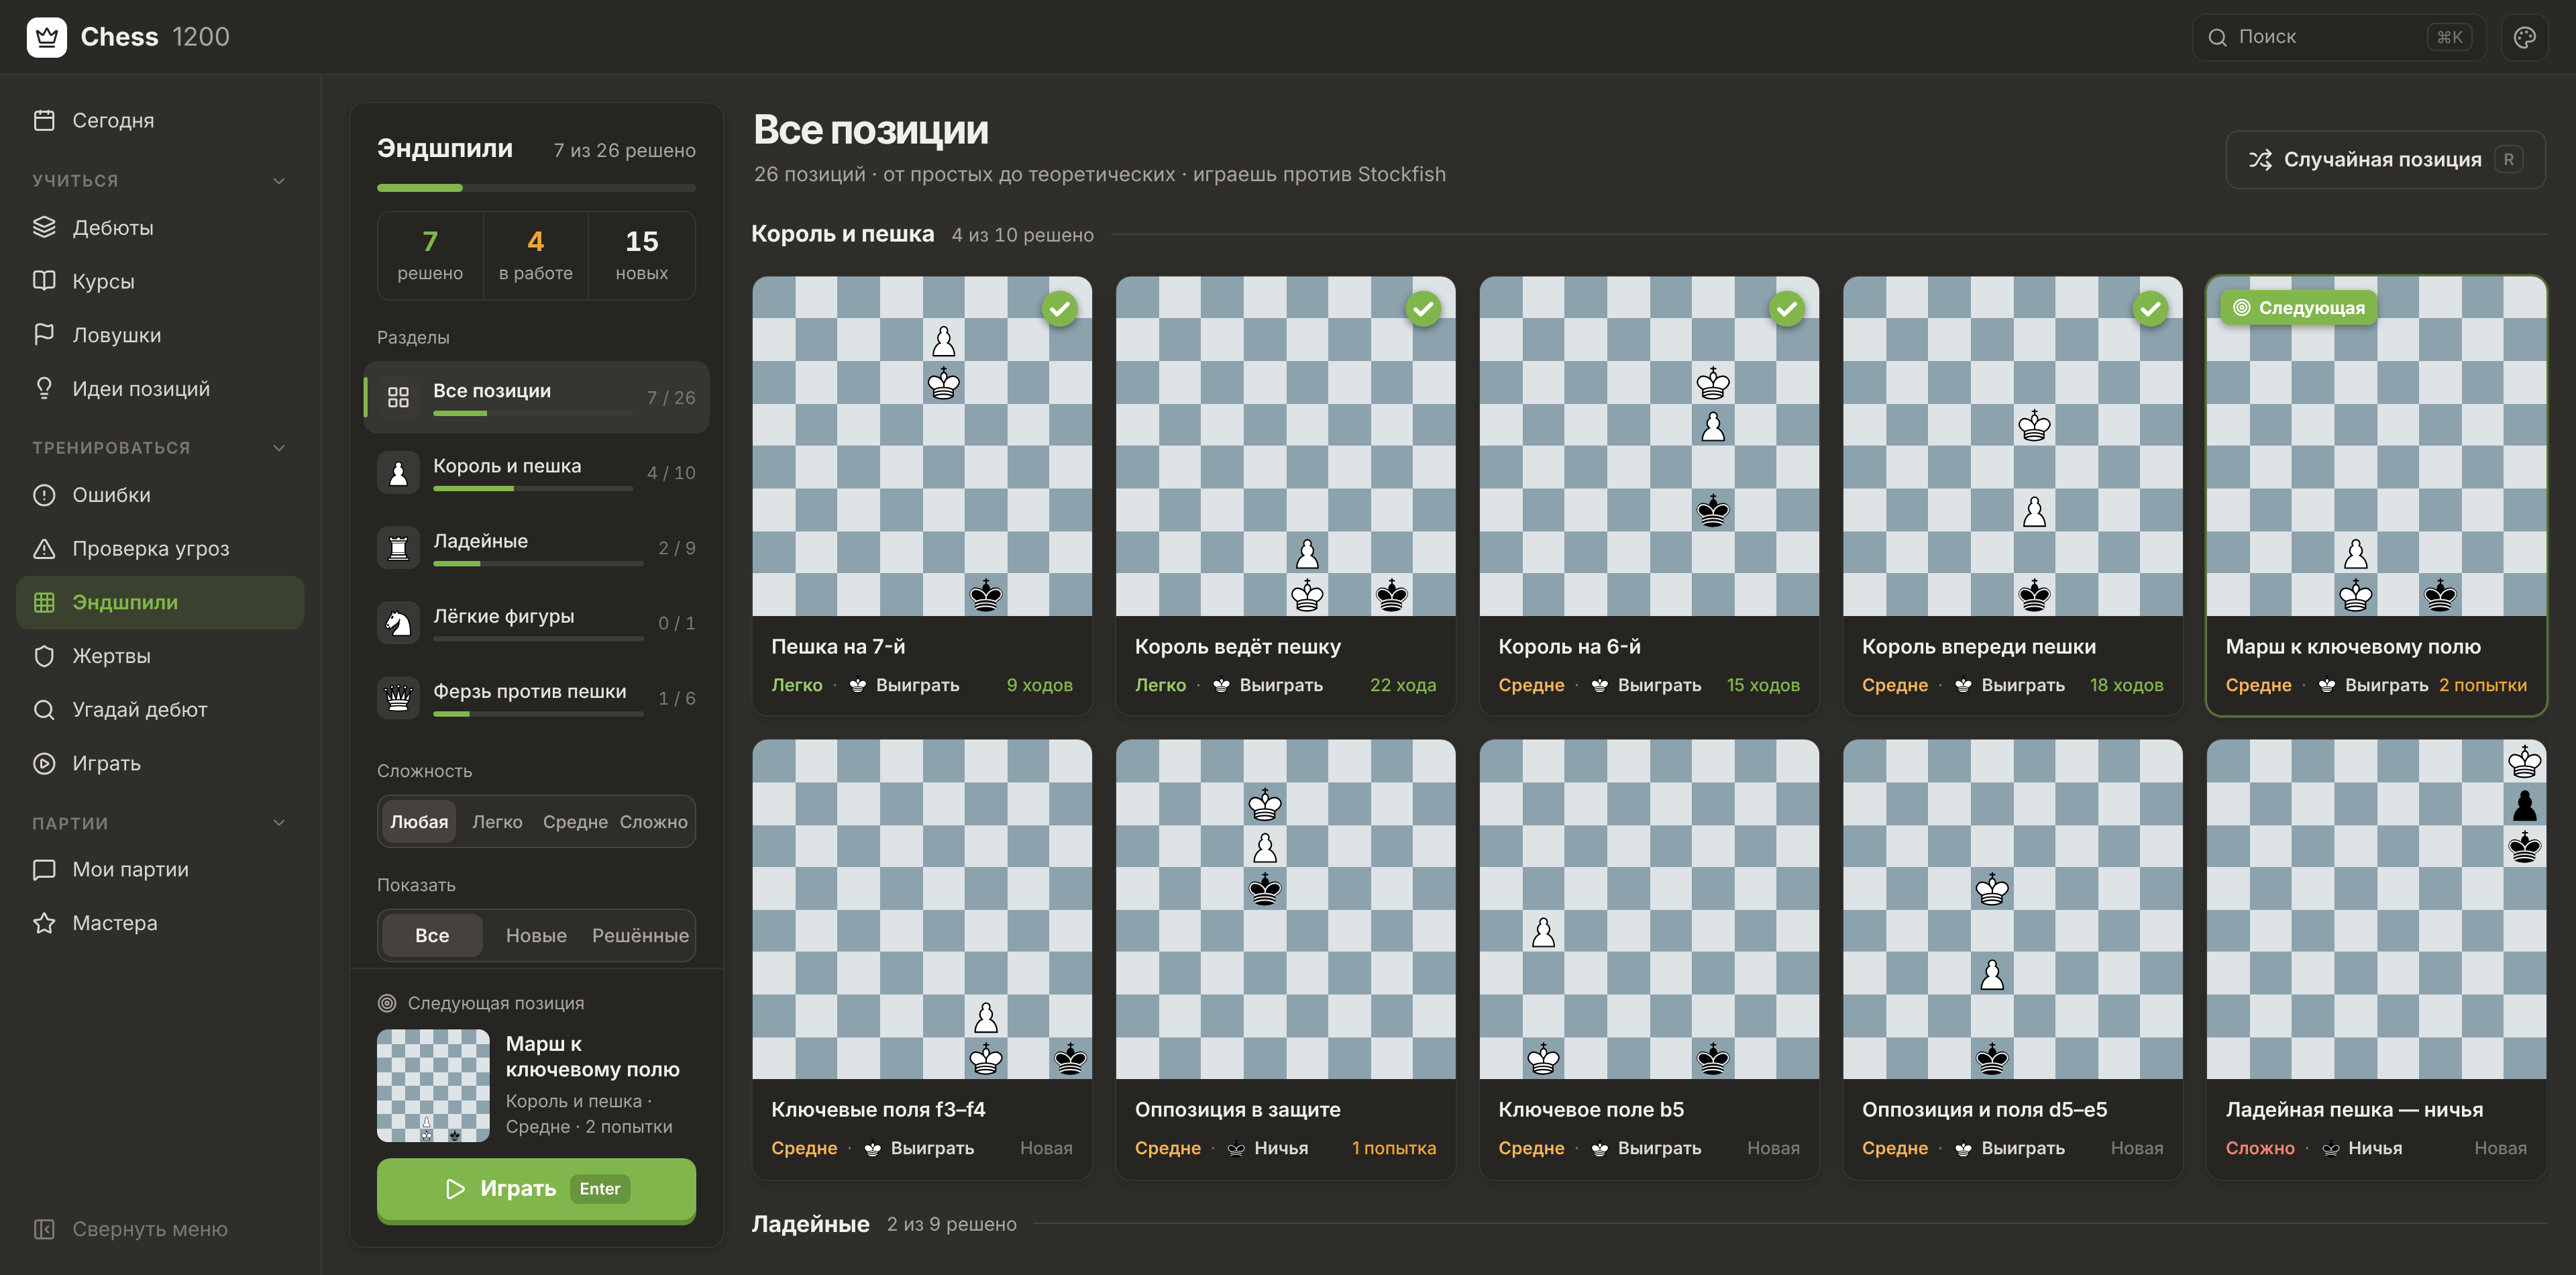 Chess 1200
Поиск ⌘K
Сегодня
УЧИТЬСЯ
Дебюты
Курсы
Ловушки
Идеи позиций
ТРЕНИРОВАТЬСЯ
Ошибки
Проверка угроз
Эндшпили
Жертвы
Угадай дебют
Играть
ПАРТИИ
Мои партии
Мастера
Свернуть меню
Эндшпили 7 из 26 решено
7 4 15
решено в работе новых
Разделы
Все позиции 7 / 26
Король и пешка 4 / 10
Ладейные 2 / 9
Лёгкие фигуры 0 / 1
Ферзь против пешки 1 / 6
Сложность
Любая Легко Средне Сложно
Показать
Все Новые Решённые
Следующая позиция
Марш к
ключевому полю
Король и пешка ·
Средне · 2 попытки
Играть Enter
Все позиции
26 позиций · от простых до теоретических · играешь против Stockfish
Случайная позиция R
Король и пешка 4 из 10 решено
Следующая
Пешка на 7-й
Легко · Выиграть 9 ходов
Король ведёт пешку
Легко · Выиграть 22 хода
Король на 6-й
Средне · Выиграть 15 ходов
Король впереди пешки
Средне · Выиграть 18 ходов
Марш к ключевому полю
Средне · Выиграть 2 попытки
Ключевые поля f3–f4
Средне · Выиграть Новая
Оппозиция в защите
Средне · Ничья 1 попытка
Ключевое поле b5
Средне · Выиграть Новая
Оппозиция и поля d5–e5
Средне · Выиграть Новая
Ладейная пешка — ничья
Сложно · Ничья Новая
Ладейные 2 из 9 решено